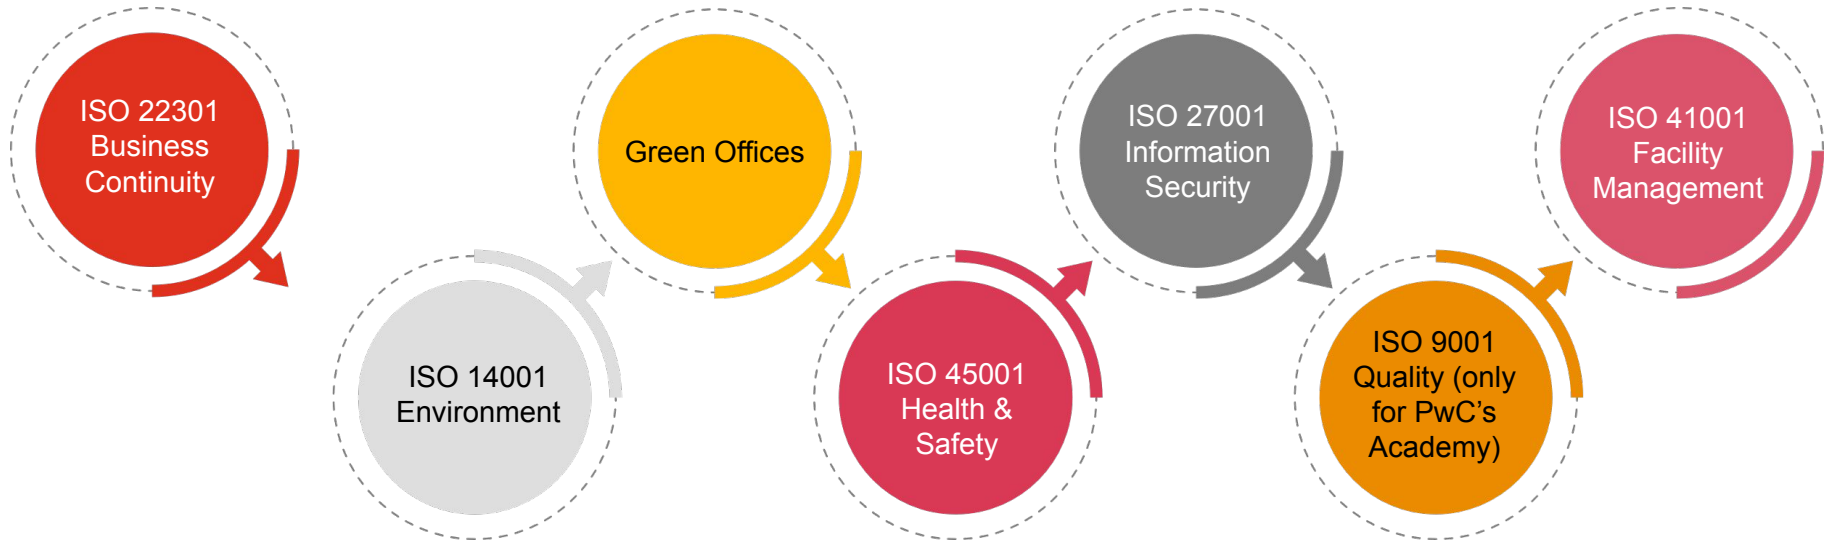 ISO 22301
Business
Continuity
ISO 14001
Environment
Green Offices
ISO 45001
Health &
Safety
ISO 27001
Information
Security
ISO 9001
Quality (only
for PwC’s
Academy)
ISO 41001
Facility
Management